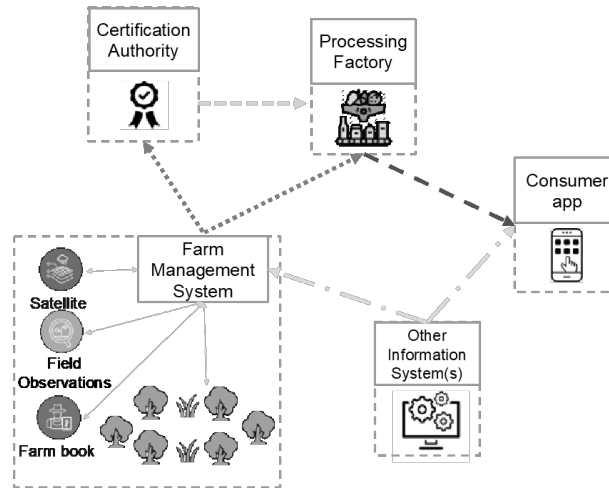 Certification
Authority
Processing
Factory
Consumer
app
Farm
Management
System
Satellite
Field
Observations
Farm book
Other
Information
System(s)